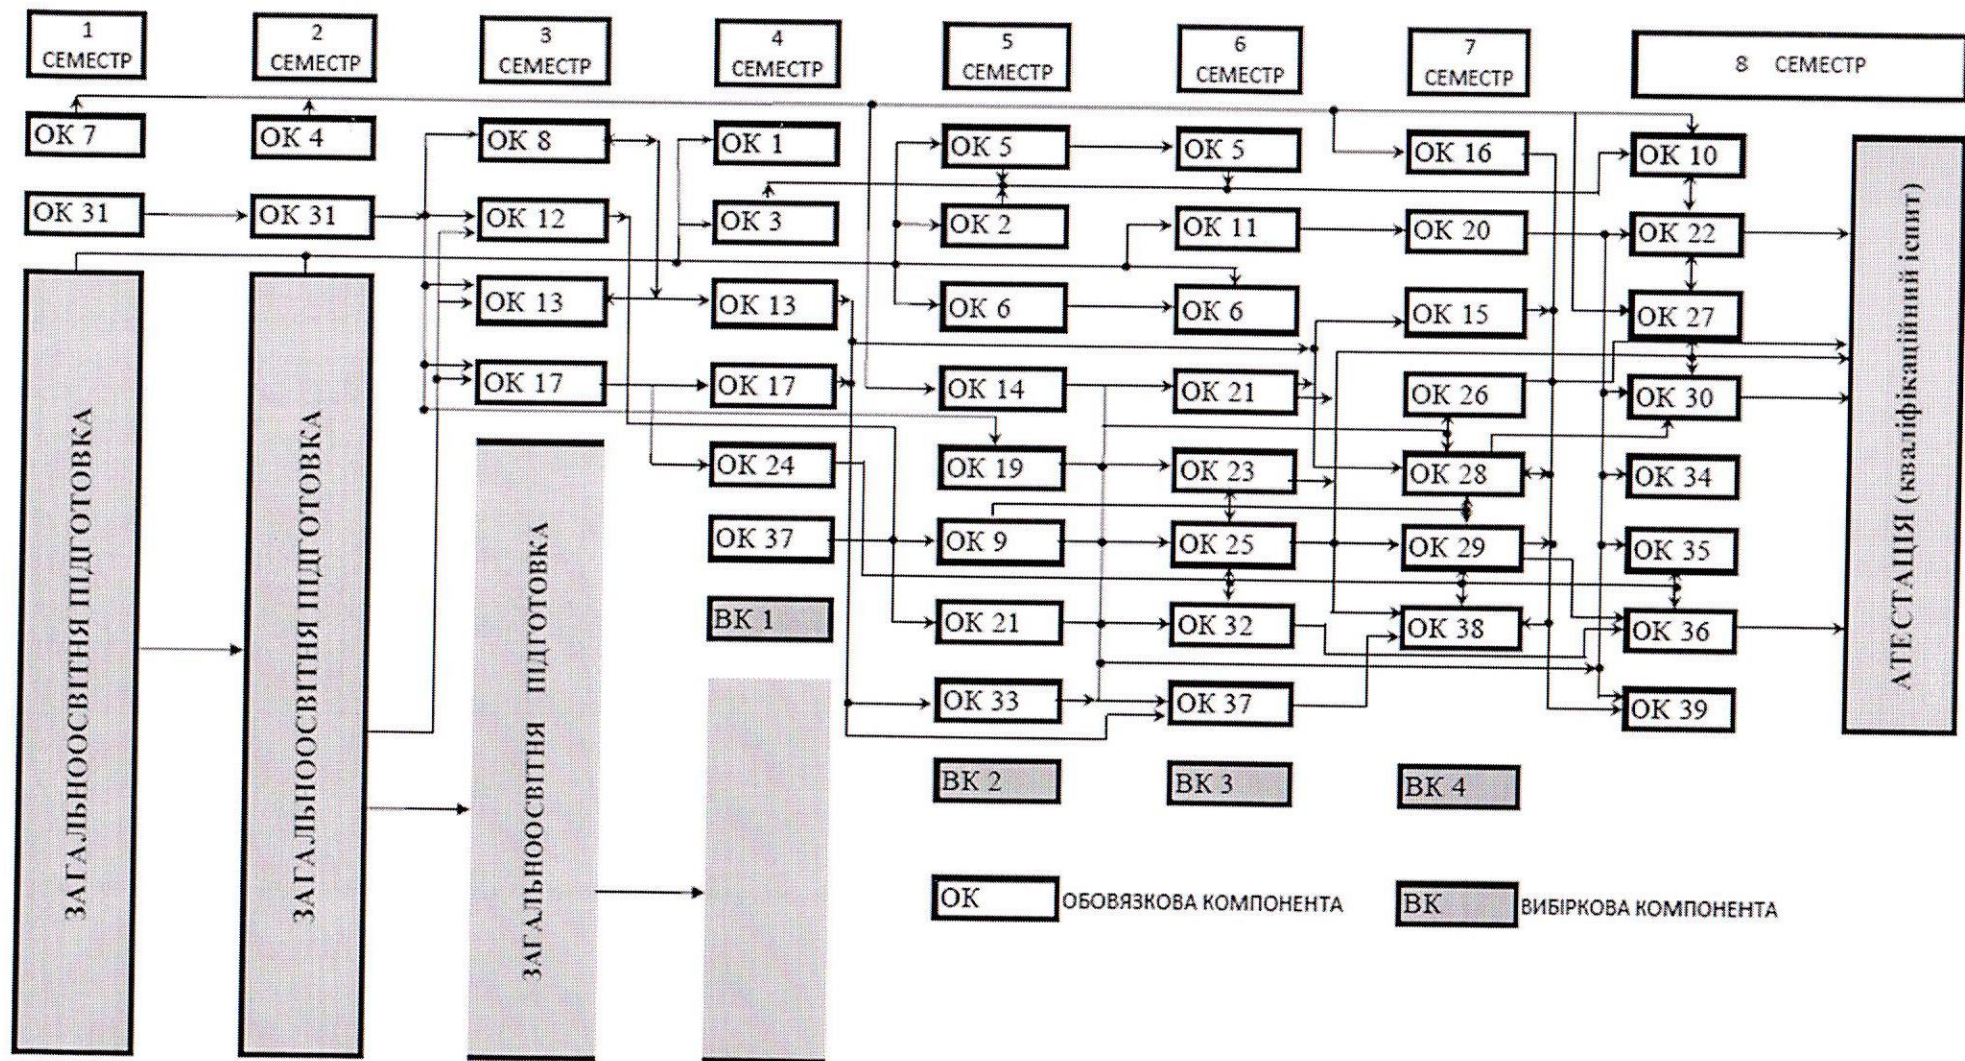 1
СЕМЕСТР
2
СЕМЕСТР
3
СЕМЕСТР
4
СЕМЕСТР
5
СЕМЕСТР
6
СЕМЕСТР
7
СЕМЕСТР
8 СЕМЕСТР
ОК 7
ОК 4
ОК 8
ОК 1
ОК 5
ОК 5
ОК 16
ОК 10
ОК 31
ОК 31
ОК 12
ОК 3
ОК 2
ОК 11
ОК 20
ОК 22
ОК 13
ОК 13
ОК 6
ОК 6
ОК 15
ОК 27
ОК 17
ОК 17
ОК 14
ОК 21
ОК 26
ОК 30
ОК 24
ОК 19
ОК 23
ОК 28
ОК 34
ОК 37
ОК 9
ОК 25
ОК 29
ОК 35
ВК 1
ОК 21
ОК 32
ОК 38
ОК 36
ОК 33
ОК 37
ОК 39
ВК 2
ВК 3
ВК 4
ЗАГАЛЬНООСВІТНЯ ПІДГОТОВКА
ЗАГАЛЬНООСВІТНЯ ПІДГОТОВКА
ЗАГАЛЬНООСВІТНЯ ПІДГОТОВКА
АТЕСТАЦІЯ (кваліфікаційний іспит)
ОК
ОБОВЯЗКОВА КОМПОНЕНТА
ВК
ВИБІРКОВА КОМПОНЕНТА